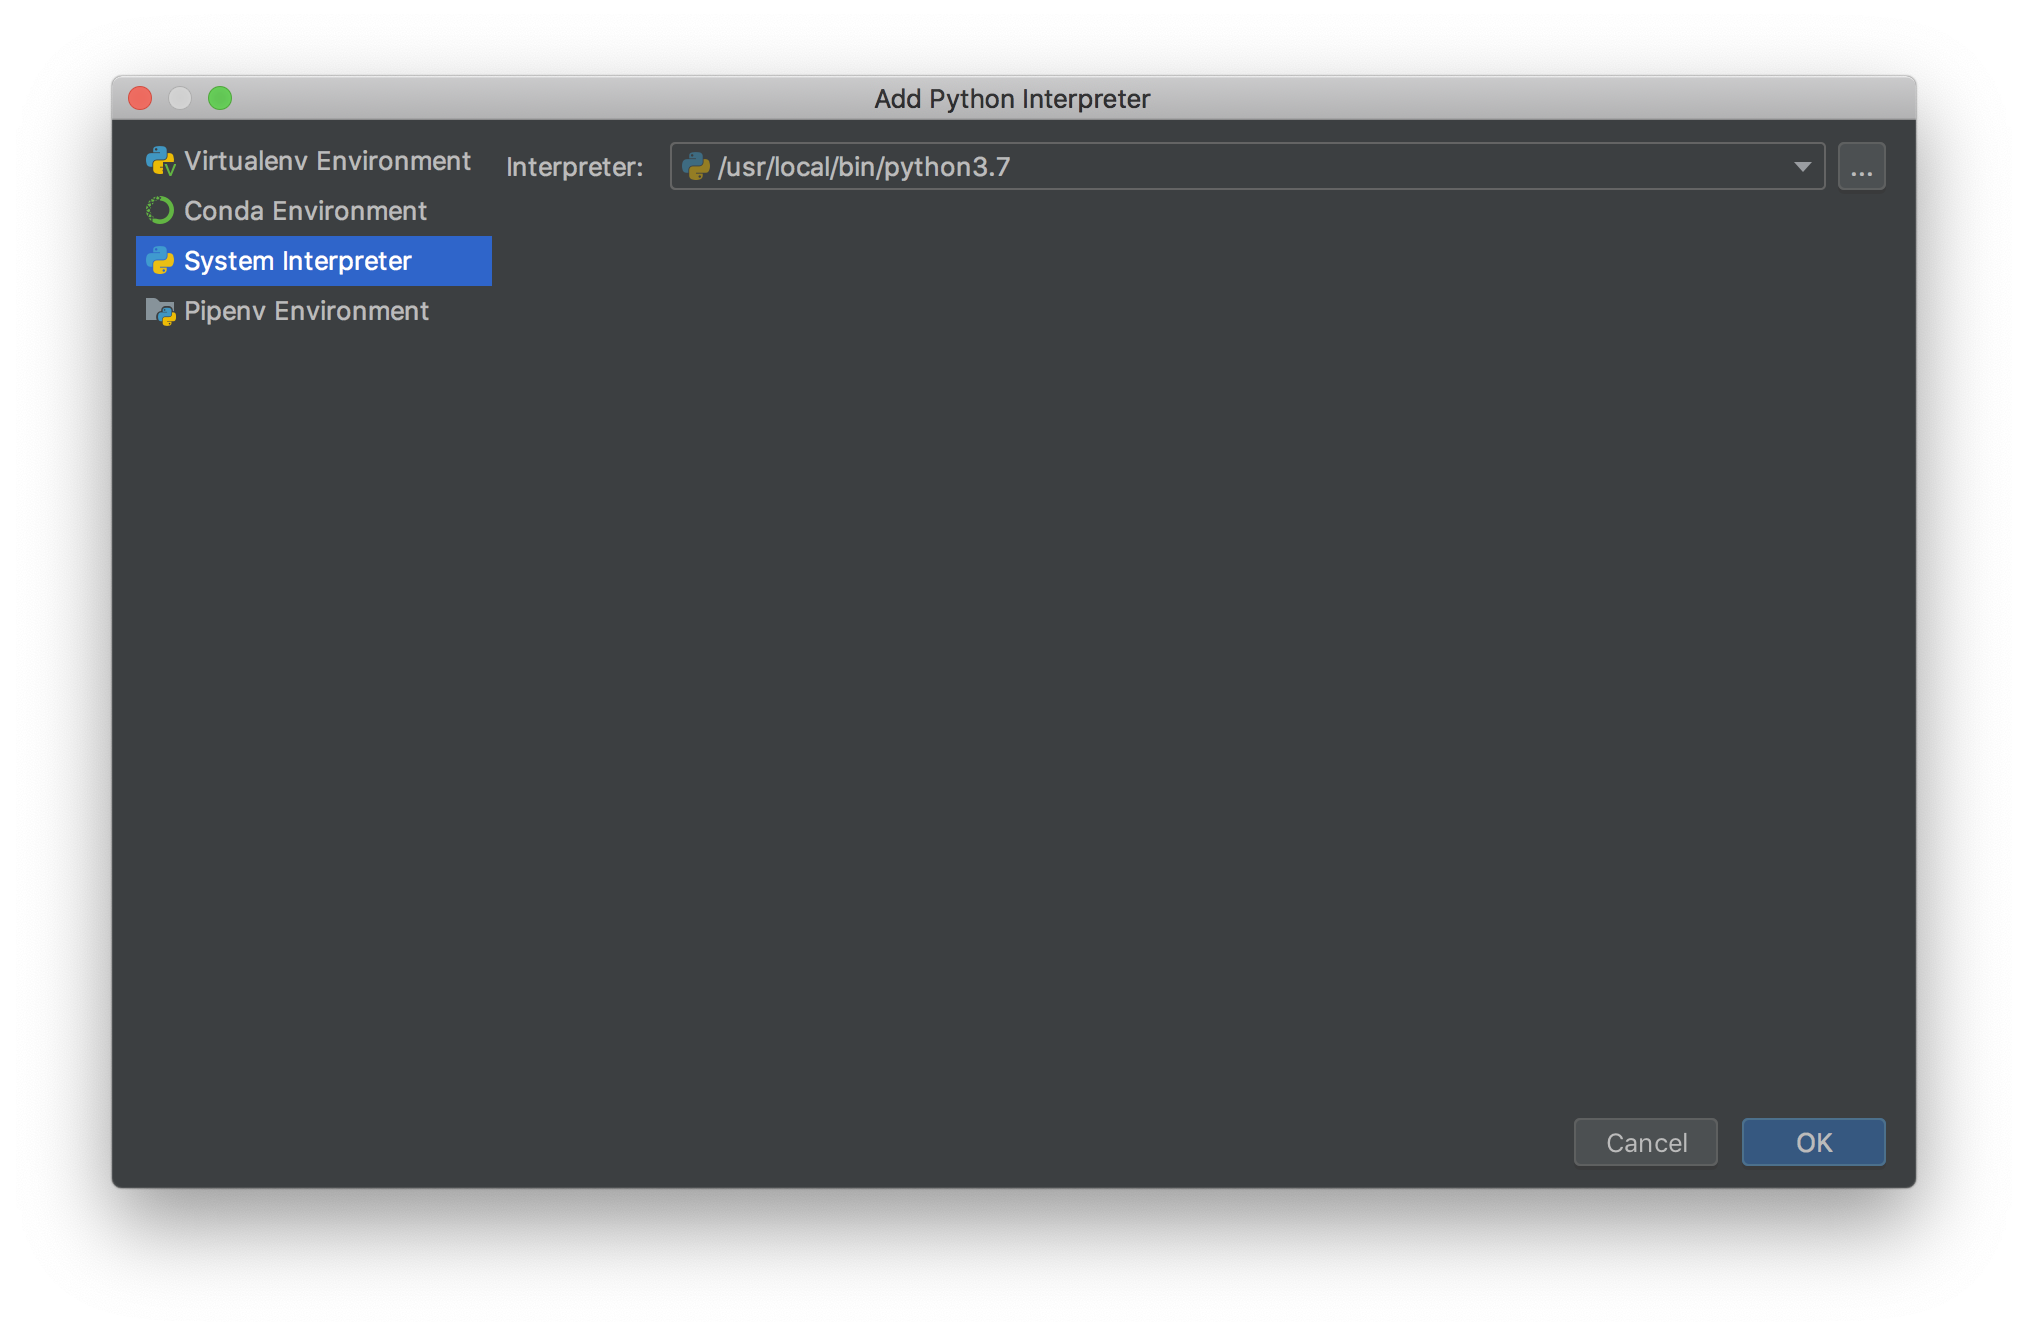 Add Python Interpreter
Virtualenv Environment
Conda Environment
System Interpreter
Pipenv Environment
Interpreter: /usr/local/bin/python3.7 ...
Cancel OK